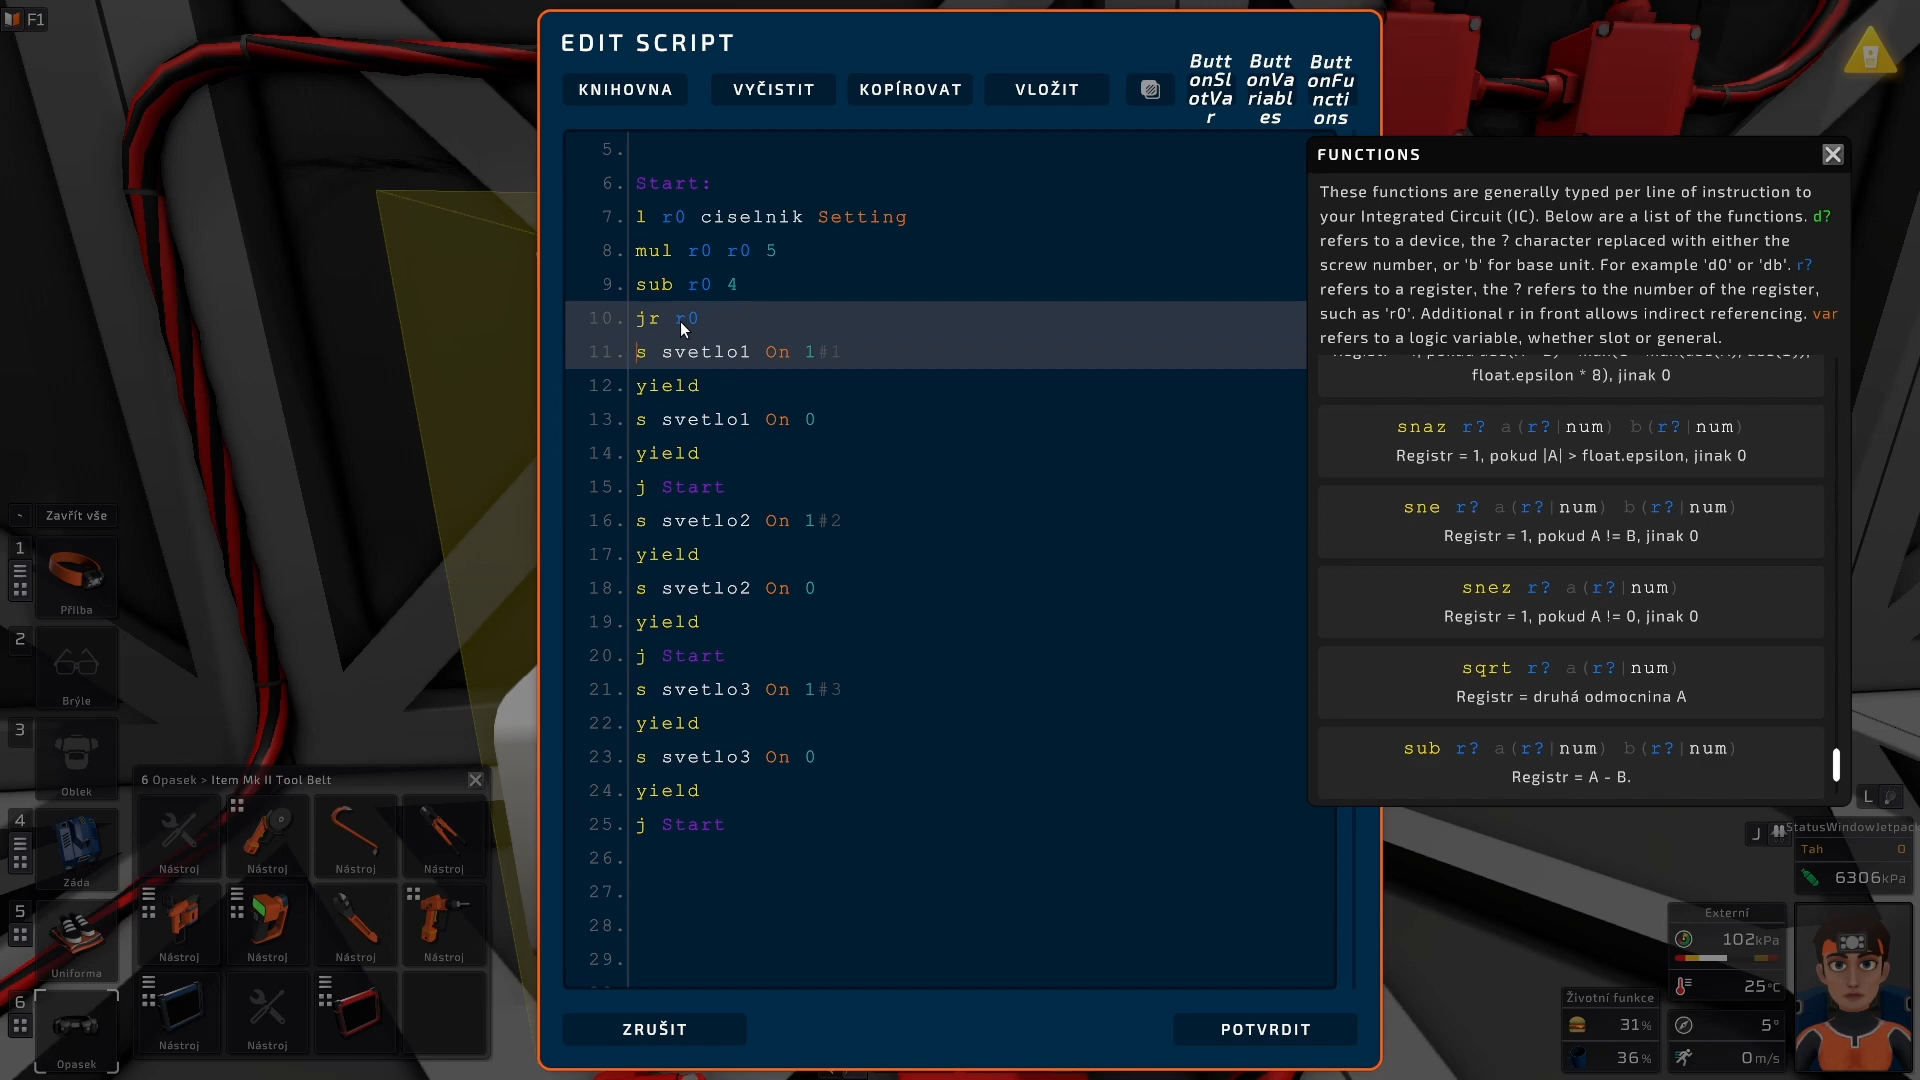 F1
EDIT SCRIPT
KNIHOVNA
VYČISTIT
KOPÍROVAT
VLOŽIT
ButtonSlotVar
ButtonVariables
ButtonFunctions
5.
6. Start:
7. l r0 ciselnik Setting
8. mul r0 r0 5
9. sub r0 4
10. jr r0
11. s svetlo1 On 1#1
12. yield
13. s svetlo1 On 0
14. yield
15. j Start
16. s svetlo2 On 1#2
17. yield
18. s svetlo2 On 0
19. yield
20. j Start
21. s svetlo3 On 1#3
22. yield
23. s svetlo3 On 0
24. yield
25. j Start
26.
27.
28.
29.
ZRUŠIT
POTVRDIT
FUNCTIONS
These functions are generally typed per line of instruction to
your Integrated Circuit (IC). Below are a list of the functions. d?
refers to a device, the ? character replaced with either the
screw number, or 'b' for base unit. For example 'd0' or 'db'. r?
refers to a register, the ? refers to the number of the register,
such as 'r0'. Additional r in front allows indirect referencing. var
refers to a logic variable, whether slot or general.
float.epsilon * 8), jinak 0
snaz r? a(r?|num) b(r?|num)
Registr = 1, pokud |A| > float.epsilon, jinak 0
sne r? a(r?|num) b(r?|num)
Registr = 1, pokud A != B, jinak 0
snez r? a(r?|num)
Registr = 1, pokud A != 0, jinak 0
sqrt r? a(r?|num)
Registr = druhá odmocnina A
sub r? a(r?|num) b(r?|num)
Registr = A - B.
~ Zavřít vše
1
Přilba
2
Brýle
3
Oblek
4
Záda
5
Uniforma
6
Opasek
6 Opasek > Item Mk II Tool Belt
Nástroj
Nástroj
Nástroj
Nástroj
Nástroj
Nástroj
Nástroj
Nástroj
Nástroj
Nástroj
Nástroj
L
J
StatusWindowJetpack
Tah 0
6306kPa
Externí
102kPa
25°C
Životní funkce
31%
36%
5°
0m/s